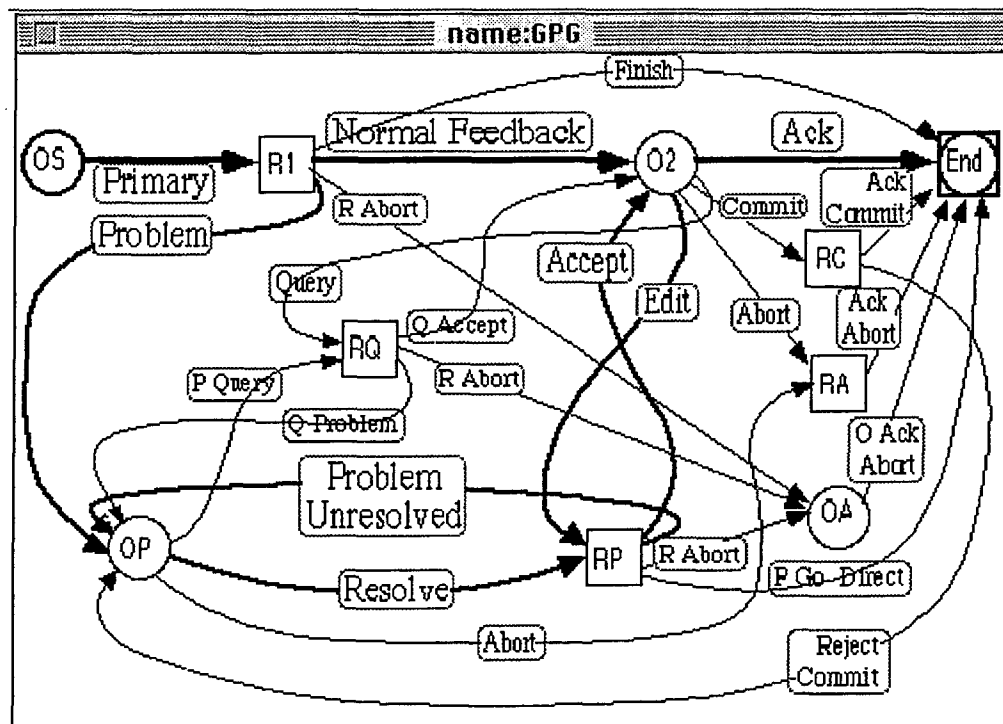 name:GPG
Finish
Normal Feedback
Ack
OS
R1
O2
End
Primary
R Abort
Commit
Ack
Commit
Problem
Accept
RC
Query
Edit
Abort
Ack
Abort
RQ
Q Accept
P Query
R Abort
RA
Q Problem
O Ack
Abort
Problem
Unresolved
OA
OP
RP
R Abort
Resolve
P Go Direct
Abort
Reject
Commit